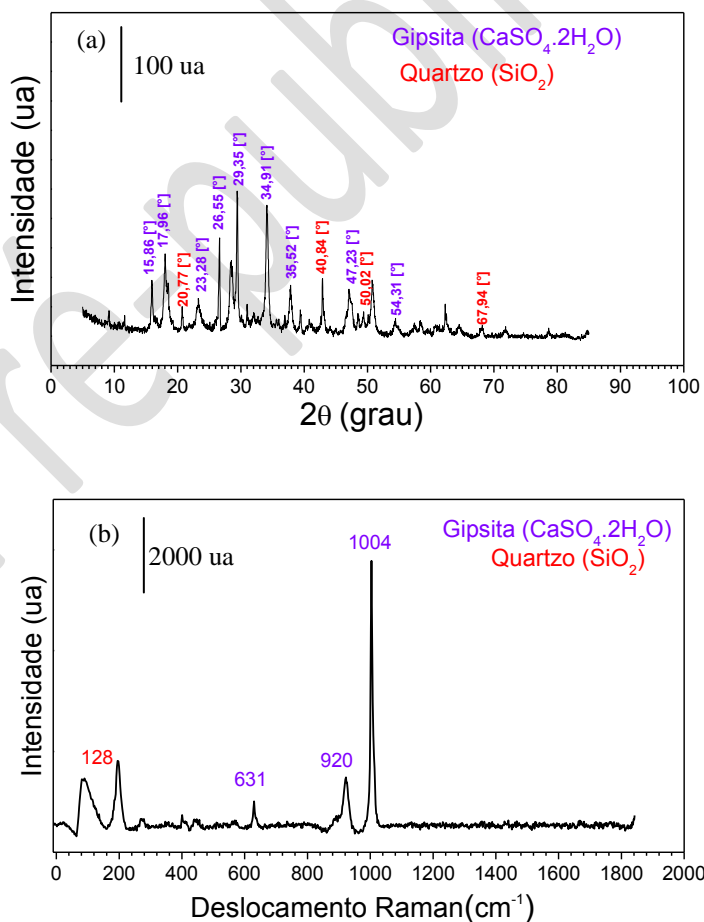 (a)
Gipsita (CaSO₄.2H₂O)
Quartzo (SiO₂)
100 ua
Intensidade (ua)
15,86 [°]
17,96 [°]
20,77 [°]
23,28 [°]
26,55 [°]
29,35 [°]
34,91 [°]
35,52 [°]
40,84 [°]
47,23 [°]
50,02 [°]
54,31 [°]
67,94 [°]
0 10 20 30 40 50 60 70 80 90 100
2θ (grau)
(b)
Gipsita (CaSO₄.2H₂O)
Quartzo (SiO₂)
2000 ua
1004
Intensidade (ua)
128
631
920
0 200 400 600 800 1000 1200 1400 1600 1800 2000
Deslocamento Raman(cm⁻¹)